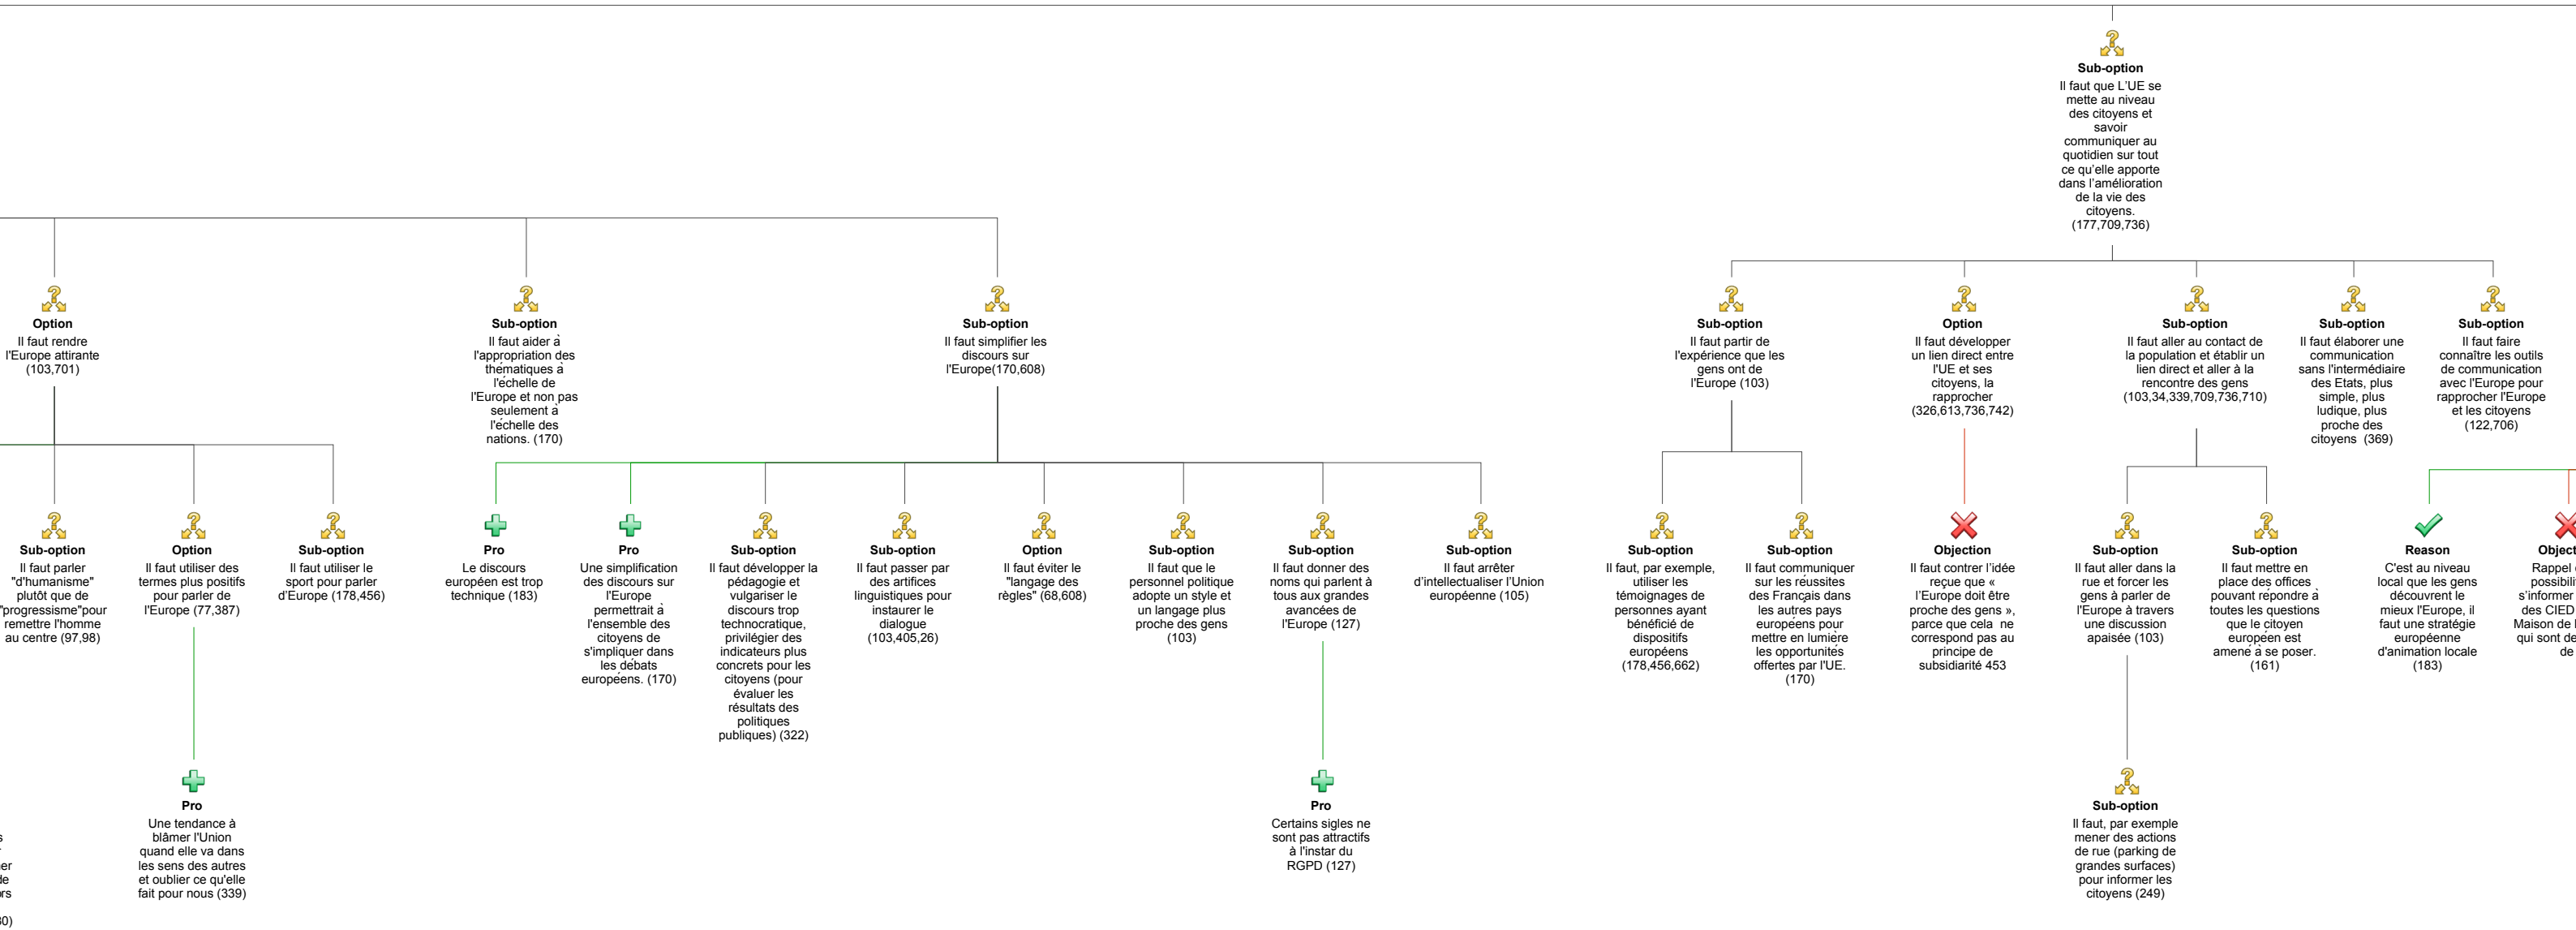 Sub-option
Il faut que L'UE se
mette au niveau
des citoyens et
savoir
communiquer au
quotidien sur tout
ce qu'elle apporte
dans l'amélioration
de la vie des
citoyens.
(177,709,736)
Option
Il faut rendre
l'Europe attirante
(103,701)
Sub-option
Il faut aider à
l'appropriation des
thématiques à
l'échelle de
l'Europe et non pas
seulement à
l'échelle des
nations. (170)
Sub-option
Il faut simplifier les
discours sur
l'Europe(170,608)
Sub-option
Il faut partir de
l'expérience que les
gens ont de
l'Europe (103)
Option
Il faut développer
un lien direct entre
l'UE et ses
citoyens, la
rapprocher
(326,613,736,742)
Sub-option
Il faut aller au contact de
la population et établir un
lien direct et aller à la
rencontre des gens
(103,34,339,709,736,710)
Sub-option
Il faut élaborer une
communication
sans l'intermédiaire
des Etats, plus
simple, plus
ludique, plus
proche des
citoyens (369)
Sub-option
Il faut faire
connaître les outils
de communication
avec l'Europe pour
rapprocher l'Europe
et les citoyens
(122,706)
Sub-option
Il faut parler
"d'humanisme"
plutôt que de
"progressisme"pour
remettre l'homme
au centre (97,98)
Option
Il faut utiliser des
termes plus positifs
pour parler de
l'Europe (77,387)
Sub-option
Il faut utiliser le
sport pour parler
d'Europe (178,456)
Pro
Le discours
européen est trop
technique (183)
Pro
Une simplification
des discours sur
l'Europe
permettrait à
l'ensemble des
citoyens de
s'impliquer dans
les débats
européens. (170)
Sub-option
Il faut développer la
pédagogie et
vulgariser le
discours trop
technocratique,
privilégier des
indicateurs plus
concrets pour les
citoyens (pour
évaluer les
résultats des
politiques
publiques) (322)
Sub-option
Il faut passer par
des artifices
linguistiques pour
instaurer le
dialogue
(103,405,26)
Option
Il faut éviter le
"langage des
règles" (68,608)
Sub-option
Il faut que le
personnel politique
adopte un style et
un langage plus
proche des gens
(103)
Sub-option
Il faut donner des
noms qui parlent à
tous aux grandes
avancées de
l'Europe (127)
Sub-option
Il faut arrêter
d'intellectualiser l'Union
européenne (105)
Sub-option
Il faut, par exemple,
utiliser les
témoignages de
personnes ayant
bénéficié de
dispositifs
européens
(178,456,662)
Sub-option
Il faut communiquer
sur les réussites
des Français dans
les autres pays
européens pour
mettre en lumière
les opportunités
offertes par l'UE.
(170)
Objection
Il faut contrer l'idée
reçue que «
l'Europe doit être
proche des gens »,
parce que cela ne
correspond pas au
principe de
subsidiarité 453
Sub-option
Il faut aller dans la
rue et forcer les
gens à parler de
l'Europe à travers
une discussion
apaisée (103)
Sub-option
Il faut mettre en
place des offices
pouvant répondre à
toutes les questions
que le citoyen
européen est
amené à se poser.
(161)
Reason
C'est au niveau
local que les gens
découvrent le
mieux l'Europe, il
faut une stratégie
européenne
d'animation locale
(183)
Object
Rappel
possibili
s'informer
des CIED
Maison de
qui sont de
de
Pro
Une tendance à
blâmer l'Union
quand elle va dans
les sens des autres
et oublier ce qu'elle
fait pour nous (339)
Pro
Certains sigles ne
sont pas attractifs
à l'instar du
RGPD (127)
Sub-option
Il faut, par exemple
mener des actions
de rue (parking de
grandes surfaces)
pour informer les
citoyens (249)